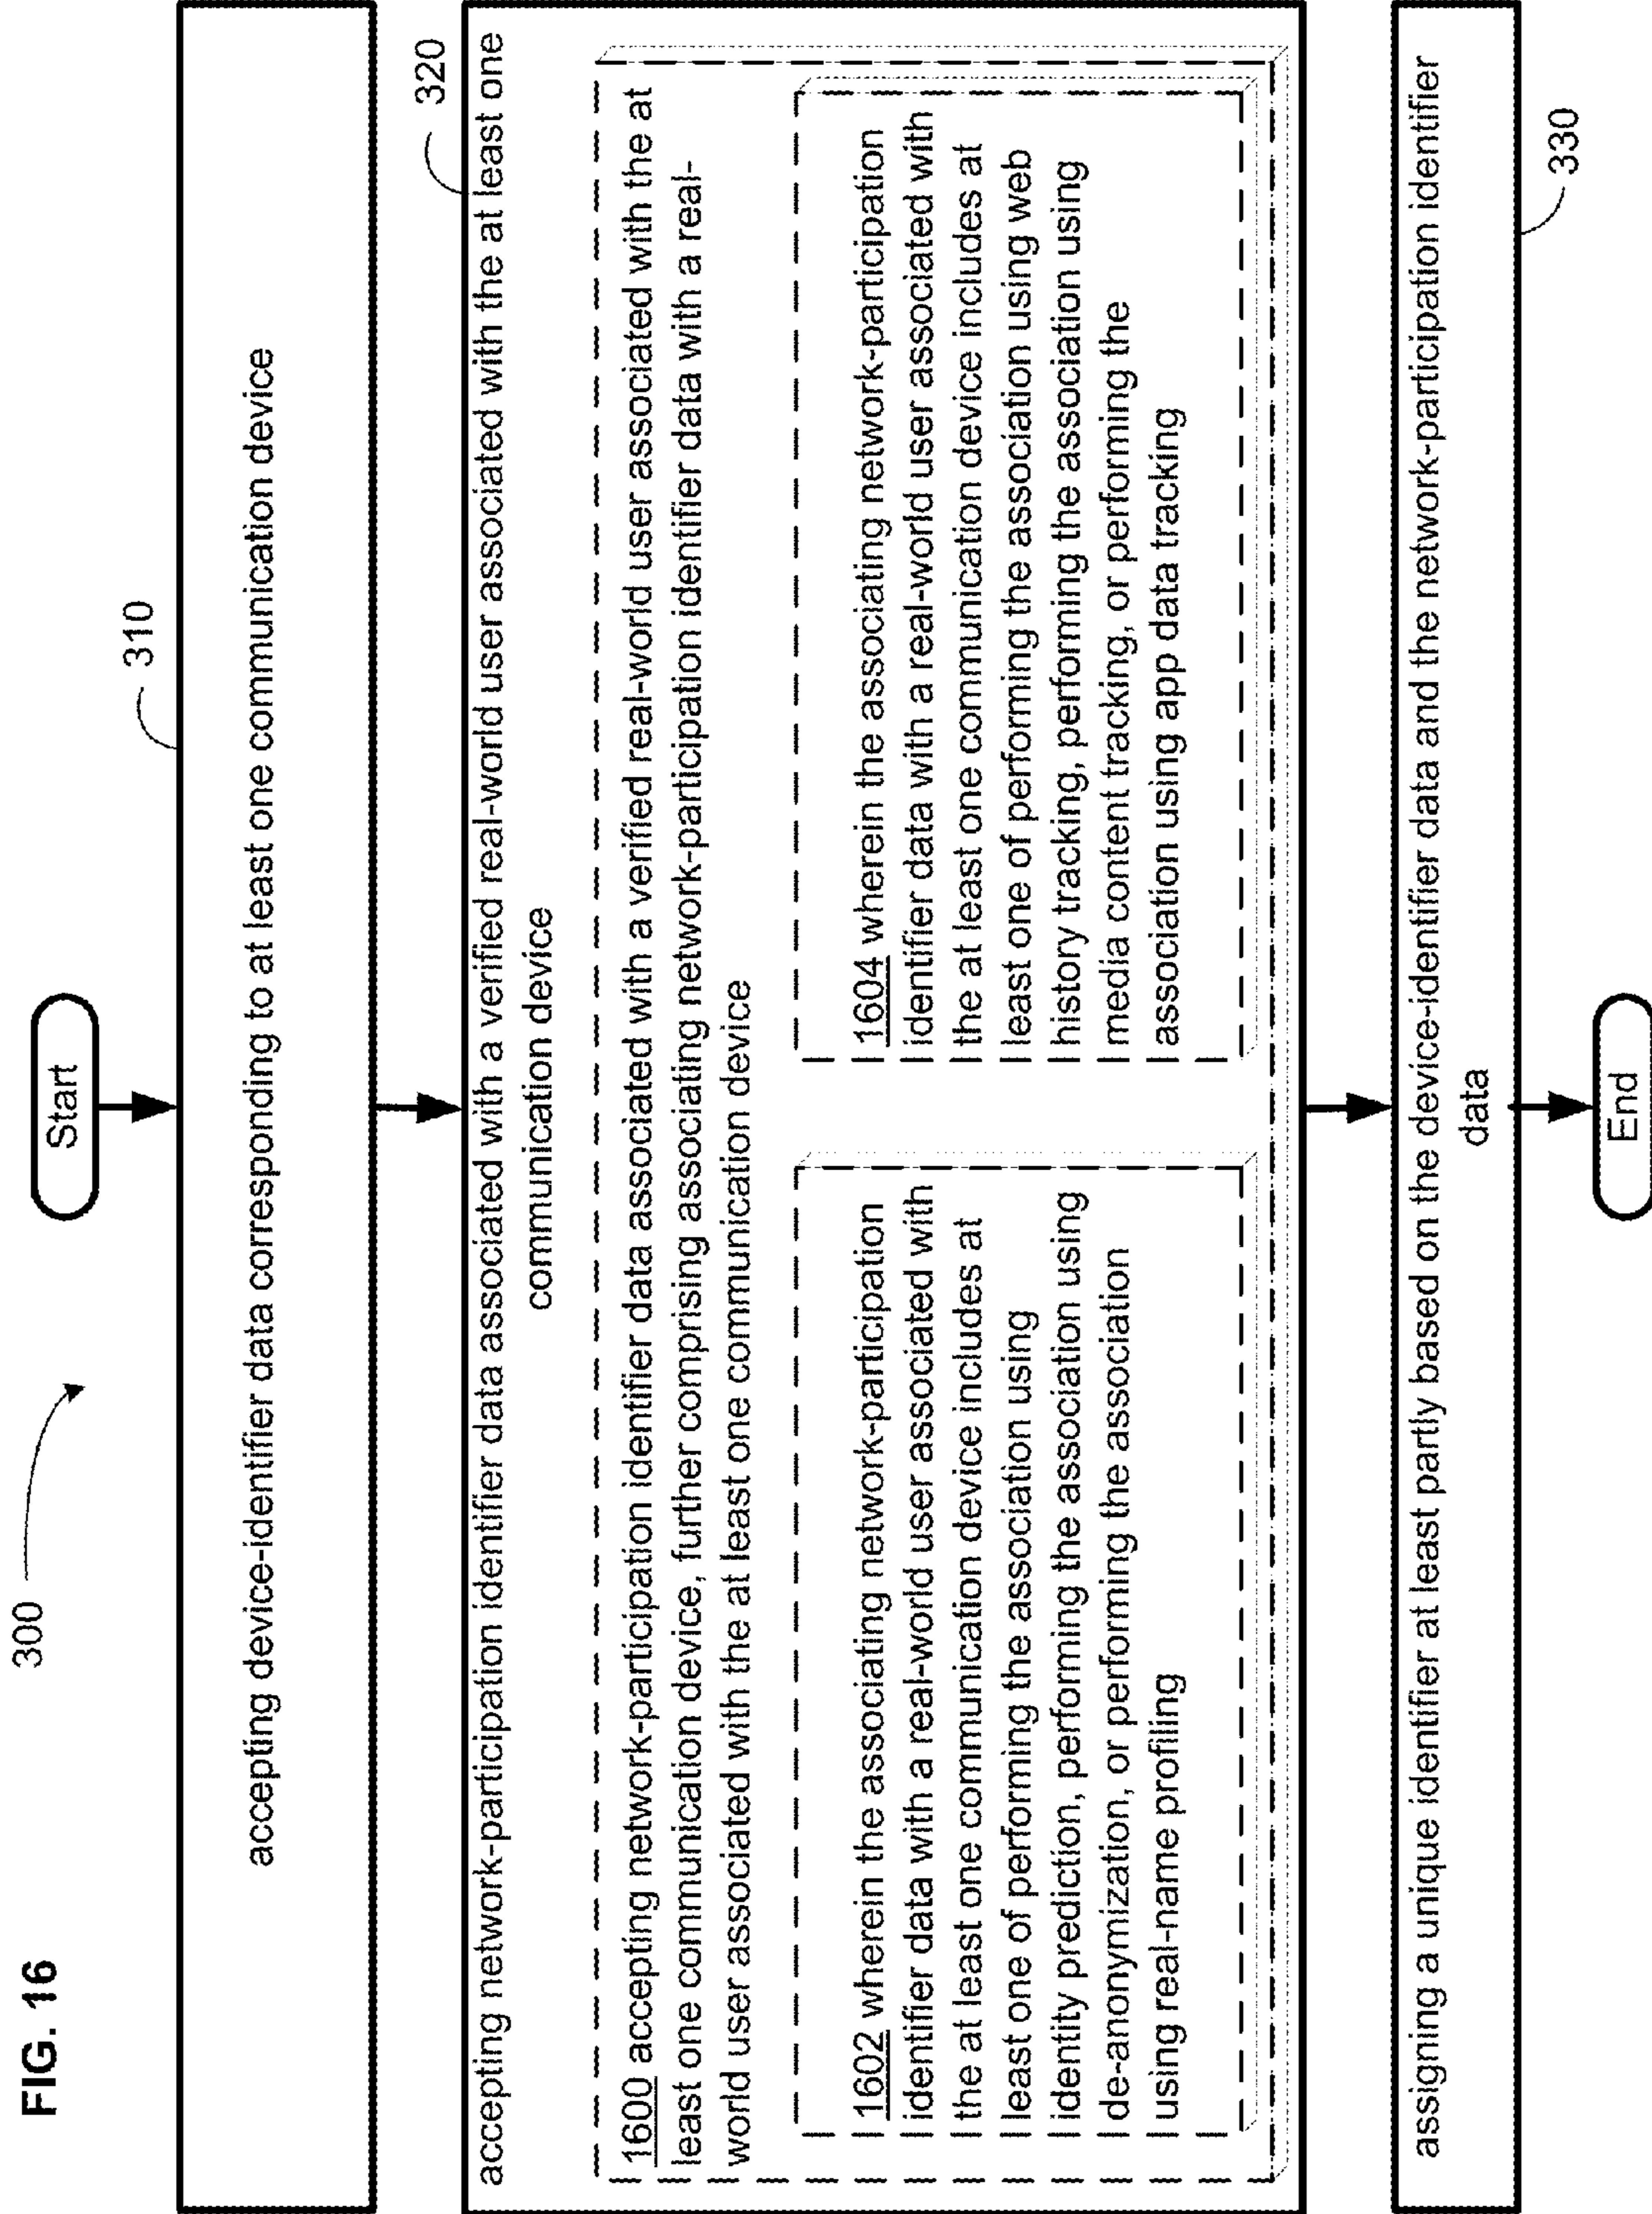 FIG. 16
300
Start
310
accepting device-identifier data corresponding to at least one communication device
320
accepting network-participation identifier data associated with a verified real-world user associated with the at least one
communication device
1600 accepting network-participation identifier data associated with a verified real-world user associated with the at
least one communication device, further comprising associating network-participation identifier data with a real-
world user associated with the at least one communication device
1602 wherein the associating network-participation
identifier data with a real-world user associated with
the at least one communication device includes at
least one of performing the association using
identity prediction, performing the association using
de-anonymization, or performing the association
using real-name profiling
1604 wherein the associating network-participation
identifier data with a real-world user associated with
the at least one communication device includes at
least one of performing the association using web
history tracking, performing the association using
media content tracking, or performing the
association using app data tracking
assigning a unique identifier at least partly based on the device-identifier data and the network-participation identifier
data
330
End